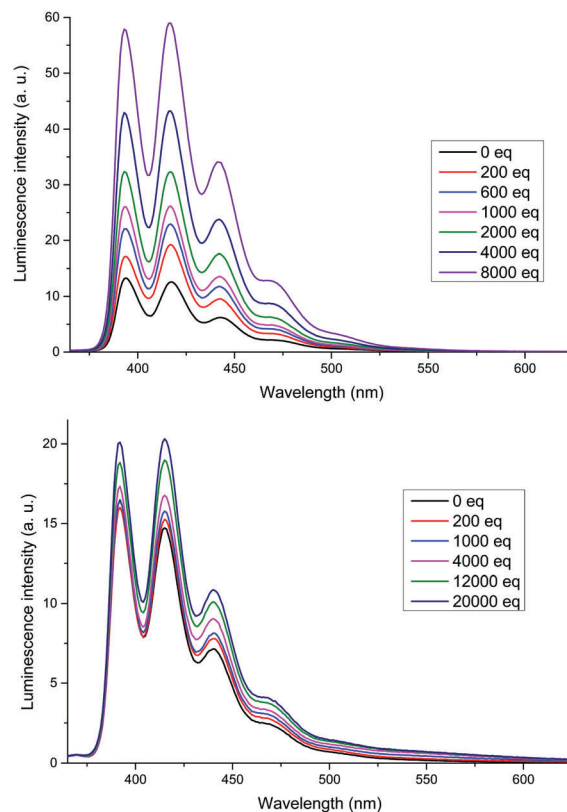 60
50
40
30
20
10
0
Luminescence intensity (a. u.)
0 eq
200 eq
600 eq
1000 eq
2000 eq
4000 eq
8000 eq
400 450 500 550 600
Wavelength (nm)
20
15
10
5
0
Luminescence intensity (a. u.)
0 eq
200 eq
1000 eq
4000 eq
12000 eq
20000 eq
400 450 500 550 600
Wavelength (nm)